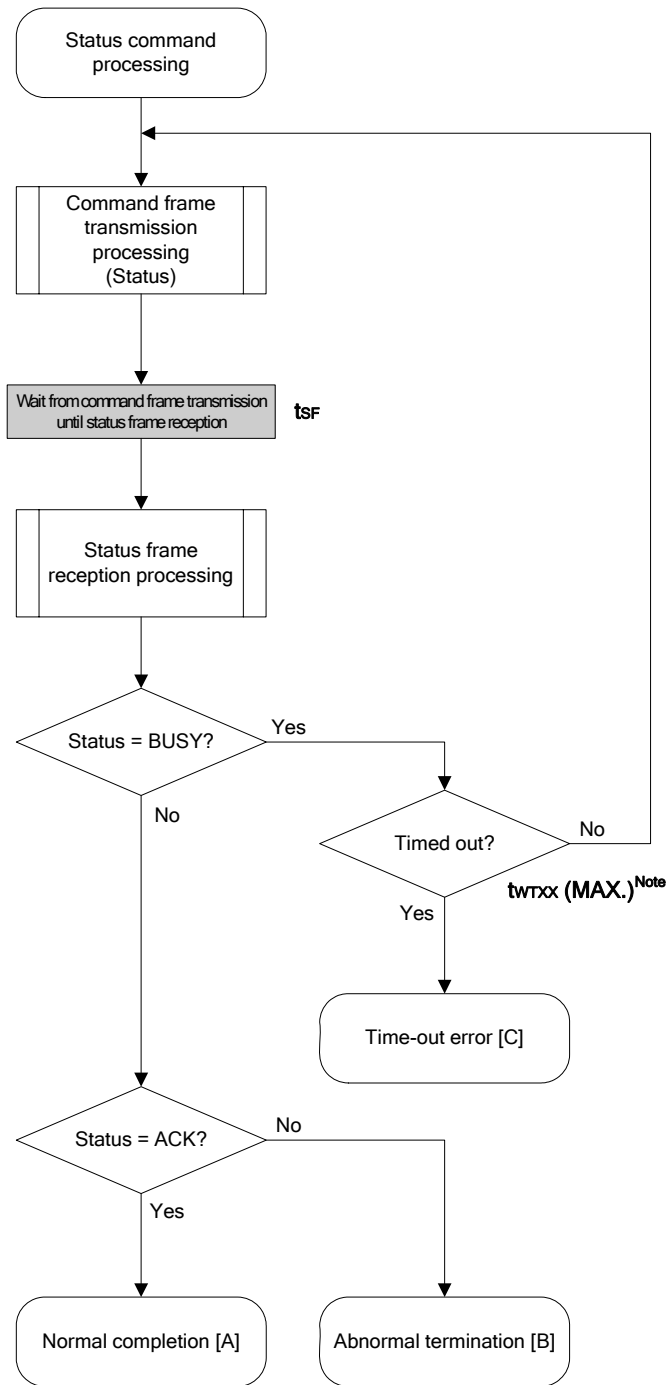 Status command
processing
Command frame
transmission
processing
(Status)
Wait from command frame transmission
until status frame reception
tSF
Status frame
reception processing
Status = BUSY?
Yes
No
Timed out?
No
tWTXX (MAX.)Note
Yes
Time-out error [C]
Status = ACK?
No
Yes
Normal completion [A]
Abnormal termination [B]